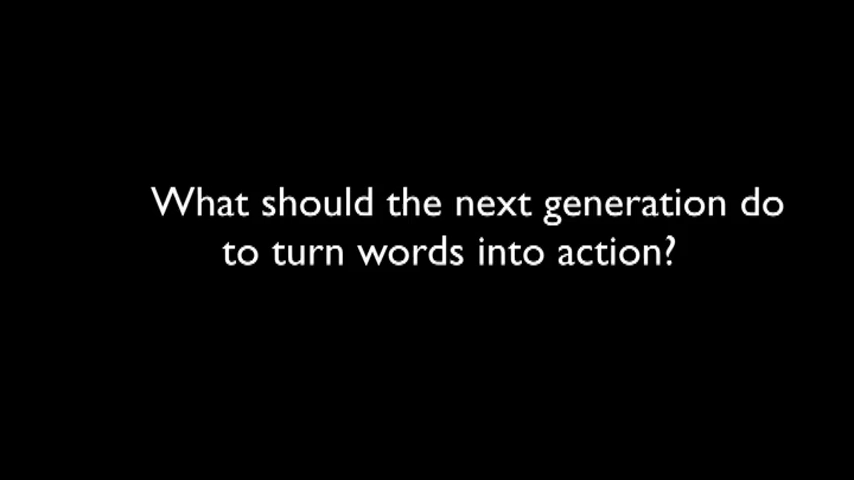 What should the next generation do
to turn words into action?